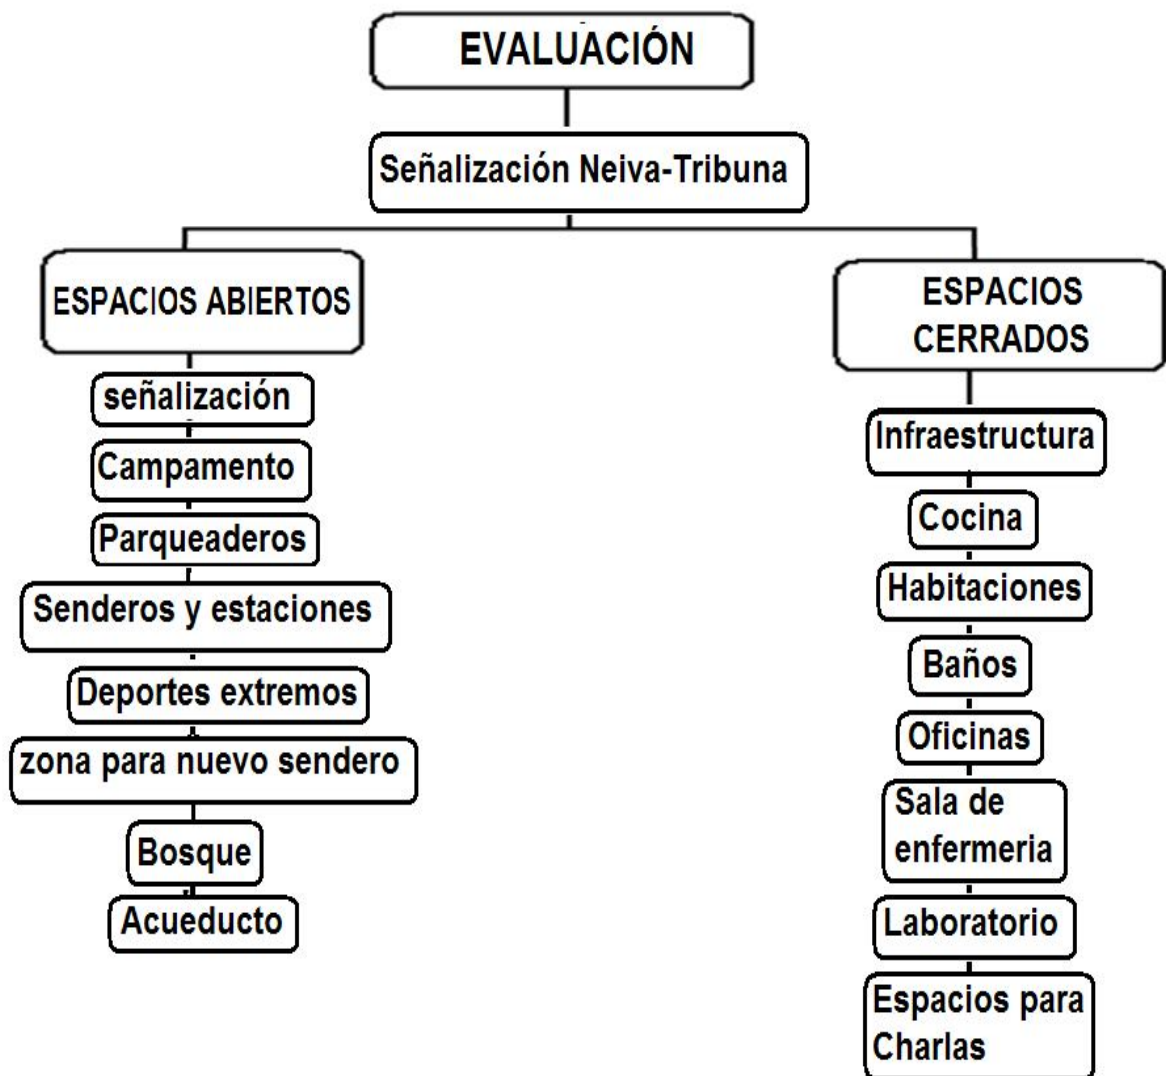 EVALUACIÓN
Señalización Neiva-Tribuna
ESPACIOS ABIERTOS
señalización
Campamento
Parqueaderos
Senderos y estaciones
Deportes extremos
zona para nuevo sendero
Bosque
Acueducto
ESPACIOS
CERRADOS
Infraestructura
Cocina
Habitaciones
Baños
Oficinas
Sala de
enfermeria
Laboratorio
Espacios para
Charlas